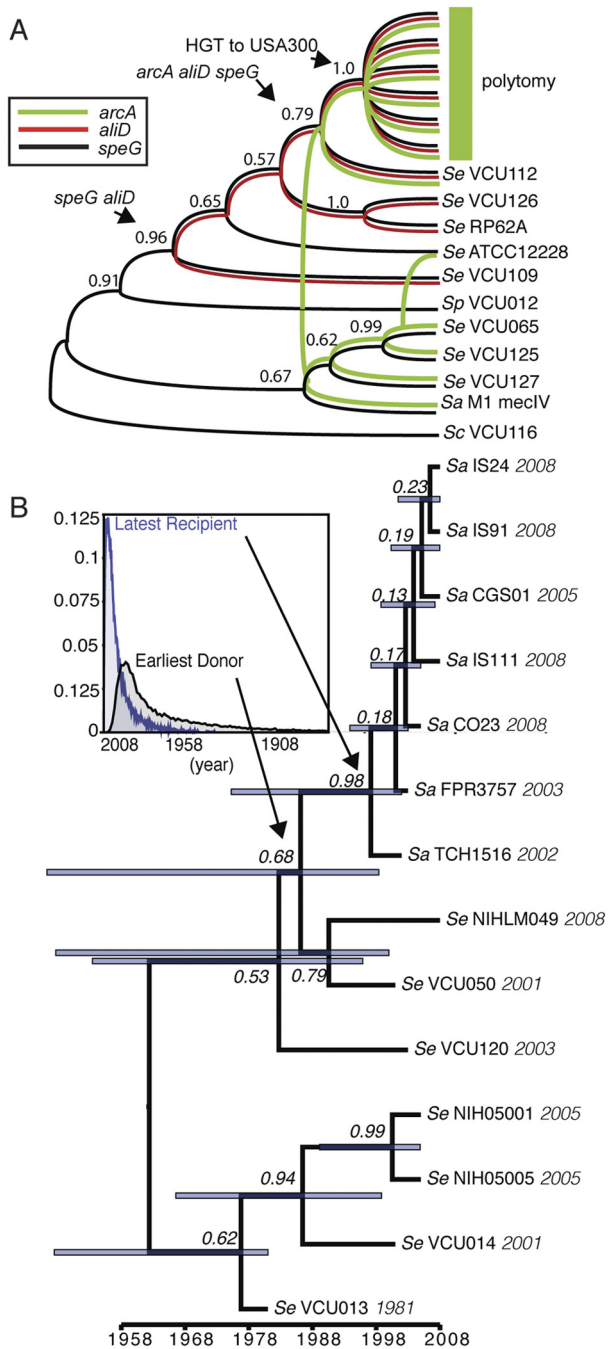 A
HGT to USA300
1.0
arcA aliD speG
polytomy
0.79
arcA
aliD
speG
Se VCU112
0.57
Se VCU126
1.0
speG aliD
0.65
Se RP62A
0.96
Se ATCC12228
0.91
Se VCU109
Sp VCU012
0.99
Se VCU065
0.62
Se VCU125
0.67
Se VCU127
Sa M1 mecIV
Sc VCU116
B
Sa IS24 2008
0.23
0.125
Latest Recipient
Sa IS91 2008
0.1
0.19
0.075
0.13
Sa CGS01 2005
0.05
Earliest Donor
0.17
Sa IS111 2008
0.125
0
0.18
Sa CO23 2008
2008
1958
1908
(year)
0.98
Sa FPR3757 2003
0.68
Sa TCH1516 2002
Se NIHLM049 2008
0.53
0.79
Se VCU050 2001
Se VCU120 2003
Se NIH05001 2005
0.99
0.94
Se NIH05005 2005
0.62
Se VCU014 2001
Se VCU013 1981
1958
1968
1978
1988
1998
2008